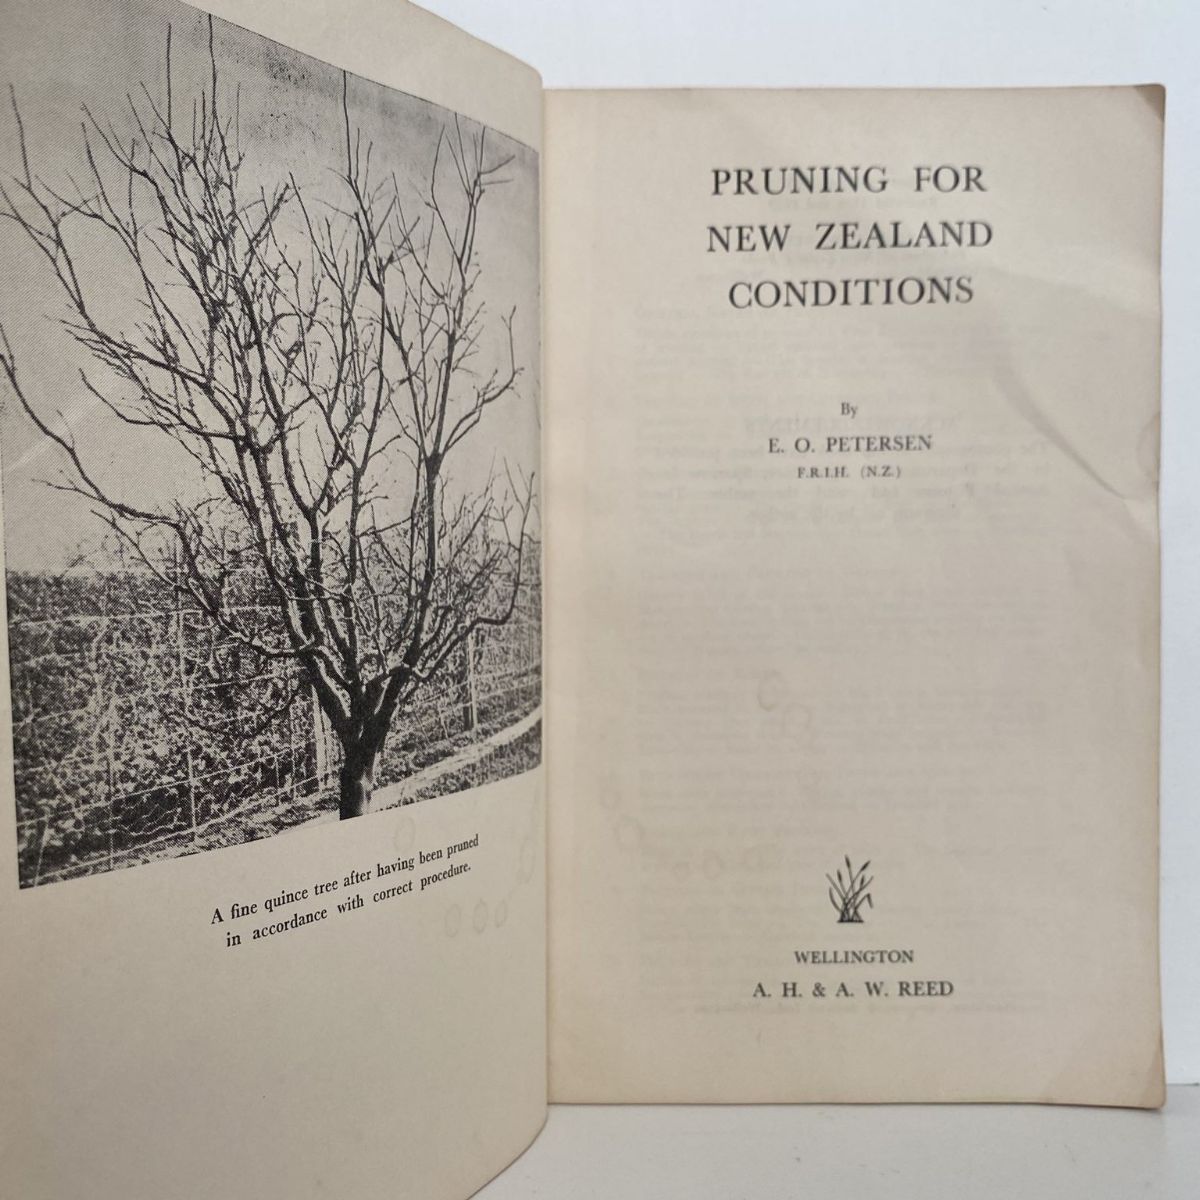 A fine quince tree after having been pruned
in accordance with correct procedure.
PRUNING FOR
NEW ZEALAND
CONDITIONS
By
E. O. PETERSEN
F.R.I.H. (N.Z.)
WELLINGTON
A. H. & A. W. REED